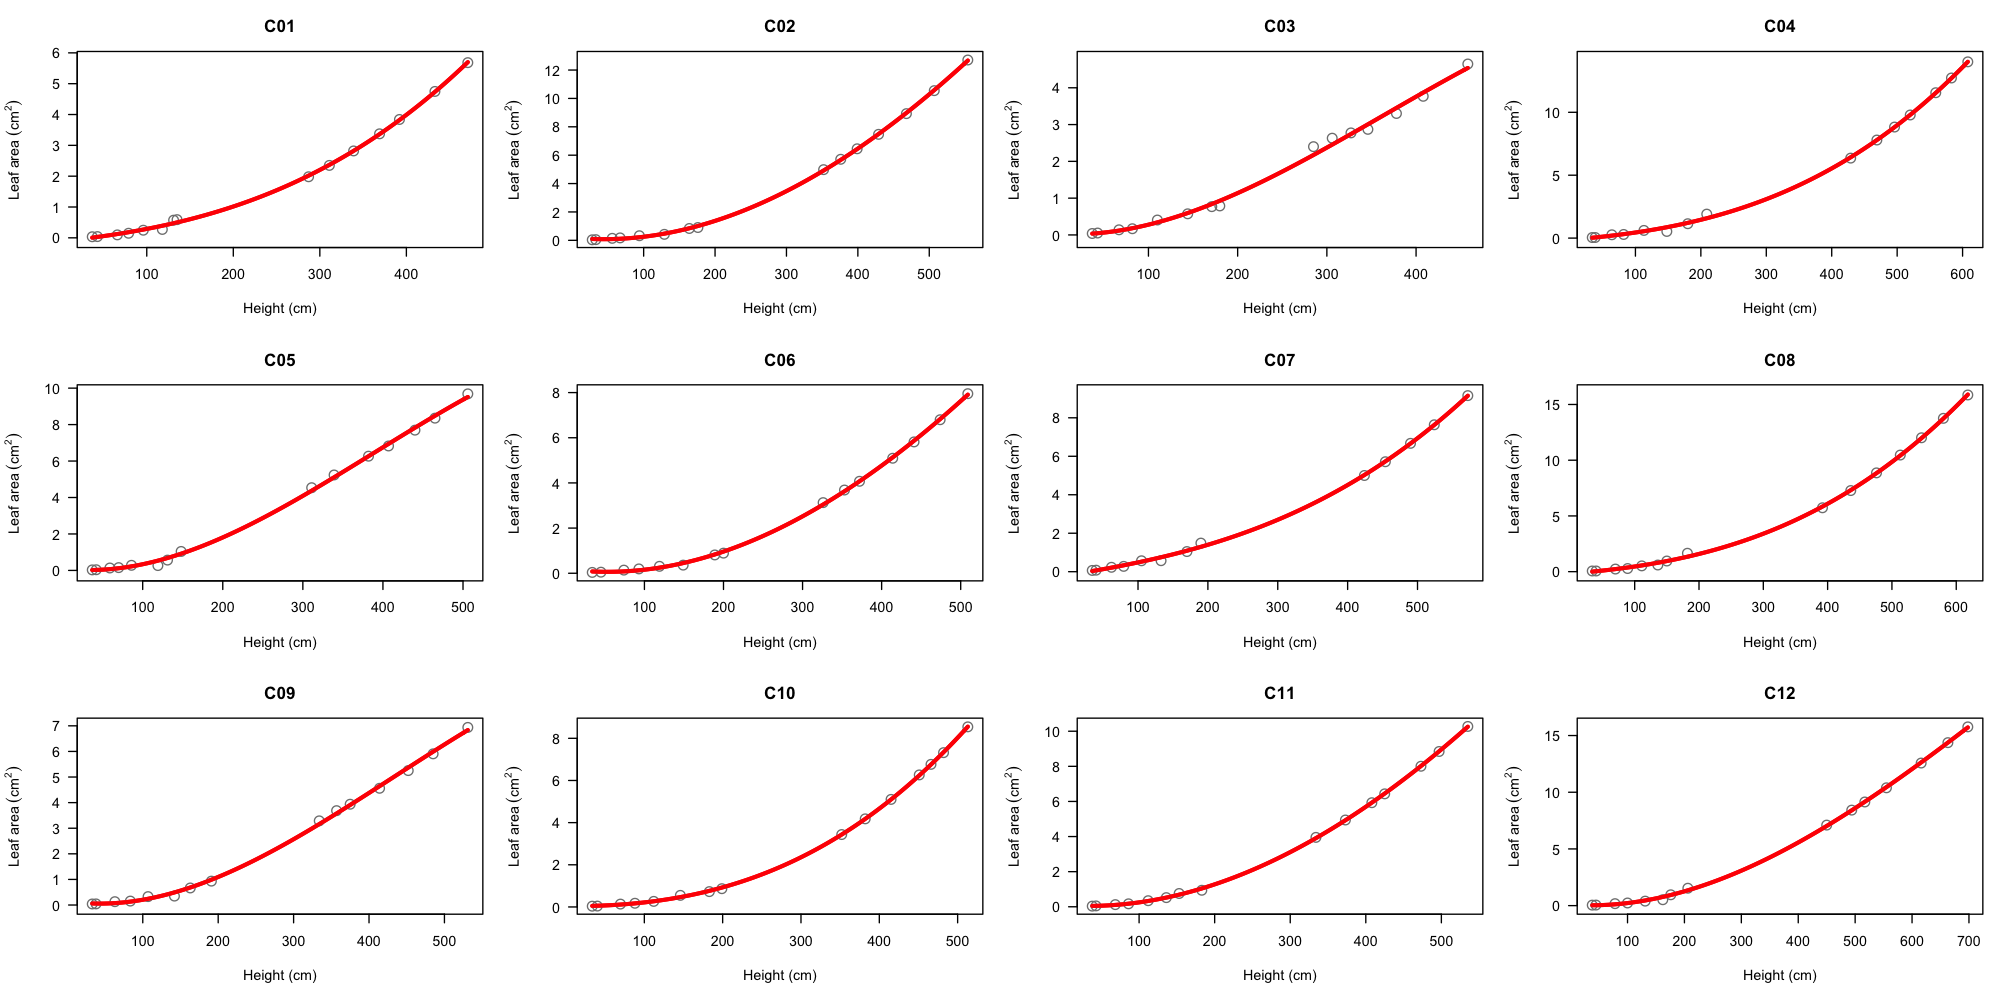 C01
C02
C03
C04
0 1 2 3 4 5 6
Leaf area (cm²)
100 200 300 400
Height (cm)
0 2 4 6 8 10 12
Leaf area (cm²)
100 200 300 400 500
Height (cm)
0 1 2 3 4
Leaf area (cm²)
100 200 300 400
Height (cm)
0 5 10
Leaf area (cm²)
100 200 300 400 500 600
Height (cm)
C05
C06
C07
C08
0 2 4 6 8 10
Leaf area (cm²)
100 200 300 400 500
Height (cm)
0 2 4 6 8
Leaf area (cm²)
100 200 300 400 500
Height (cm)
0 2 4 6 8
Leaf area (cm²)
100 200 300 400 500
Height (cm)
0 5 10 15
Leaf area (cm²)
100 200 300 400 500 600
Height (cm)
C09
C10
C11
C12
0 1 2 3 4 5 6 7
Leaf area (cm²)
100 200 300 400 500
Height (cm)
0 2 4 6 8
Leaf area (cm²)
100 200 300 400 500
Height (cm)
0 2 4 6 8 10
Leaf area (cm²)
100 200 300 400 500
Height (cm)
0 5 10 15
Leaf area (cm²)
100 200 300 400 500 600 700
Height (cm)